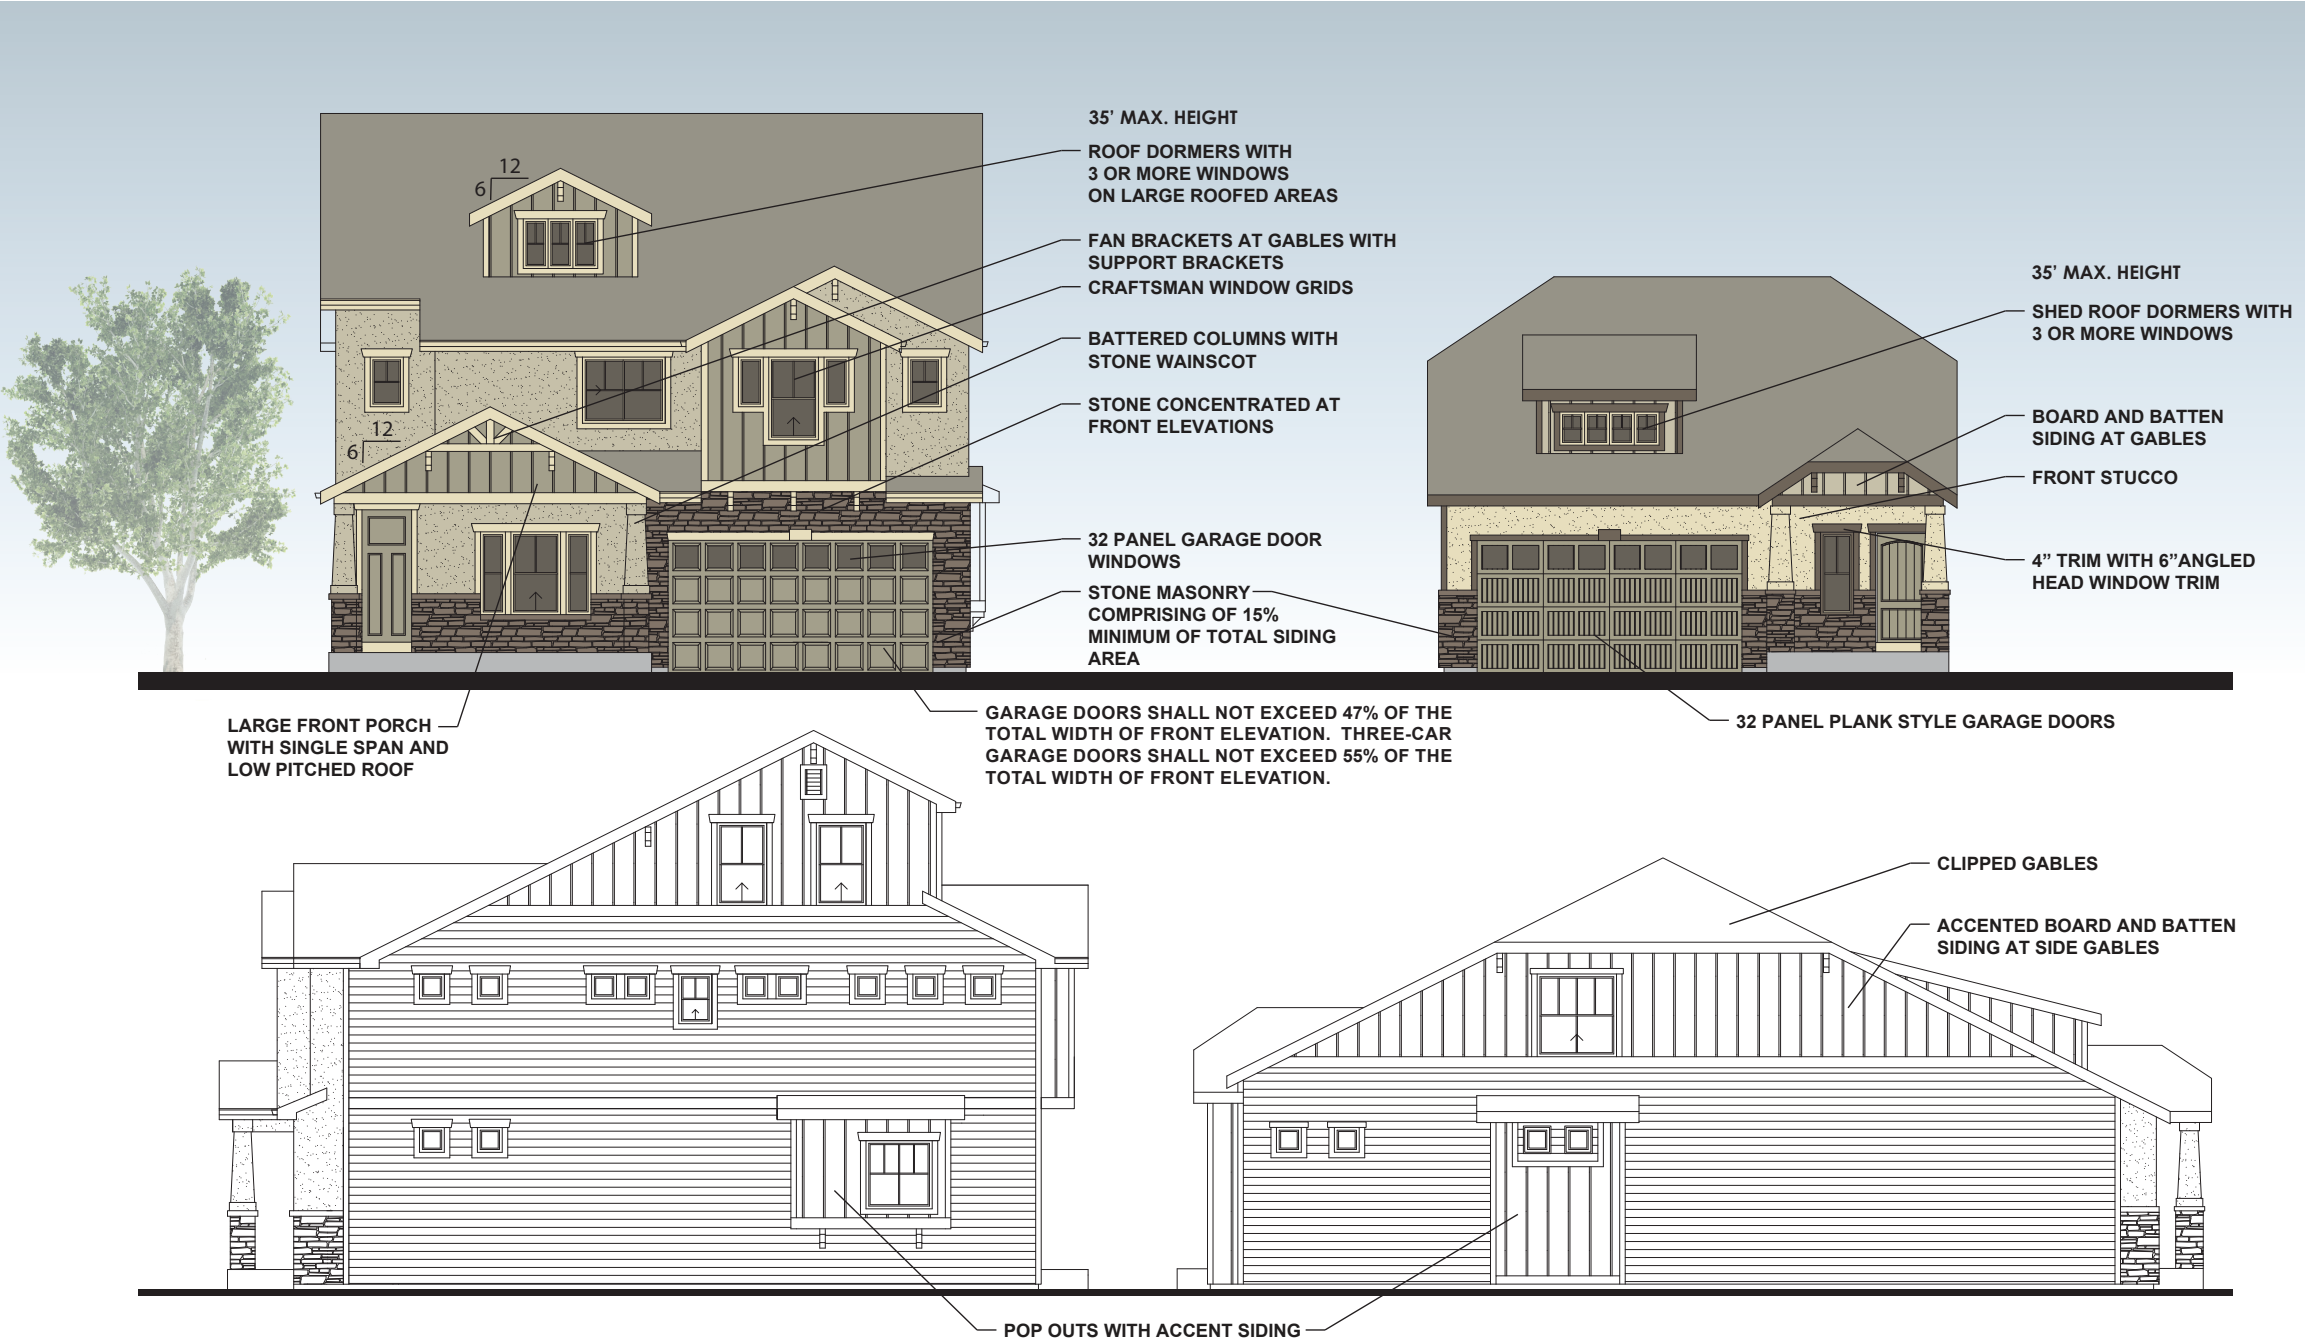 35’ MAX. HEIGHT
ROOF DORMERS WITH
3 OR MORE WINDOWS
ON LARGE ROOFED AREAS
12
6
FAN BRACKETS AT GABLES WITH
SUPPORT BRACKETS
CRAFTSMAN WINDOW GRIDS
BATTERED COLUMNS WITH
STONE WAINSCOT
STONE CONCENTRATED AT
FRONT ELEVATIONS
12
6
32 PANEL GARAGE DOOR
WINDOWS
STONE MASONRY
COMPRISING OF 15%
MINIMUM OF TOTAL SIDING
AREA
35’ MAX. HEIGHT
SHED ROOF DORMERS WITH
3 OR MORE WINDOWS
BOARD AND BATTEN
SIDING AT GABLES
FRONT STUCCO
4” TRIM WITH 6”ANGLED
HEAD WINDOW TRIM
LARGE FRONT PORCH
WITH SINGLE SPAN AND
LOW PITCHED ROOF
GARAGE DOORS SHALL NOT EXCEED 47% OF THE
TOTAL WIDTH OF FRONT ELEVATION. THREE-CAR
GARAGE DOORS SHALL NOT EXCEED 55% OF THE
TOTAL WIDTH OF FRONT ELEVATION.
32 PANEL PLANK STYLE GARAGE DOORS
CLIPPED GABLES
ACCENTED BOARD AND BATTEN
SIDING AT SIDE GABLES
POP OUTS WITH ACCENT SIDING